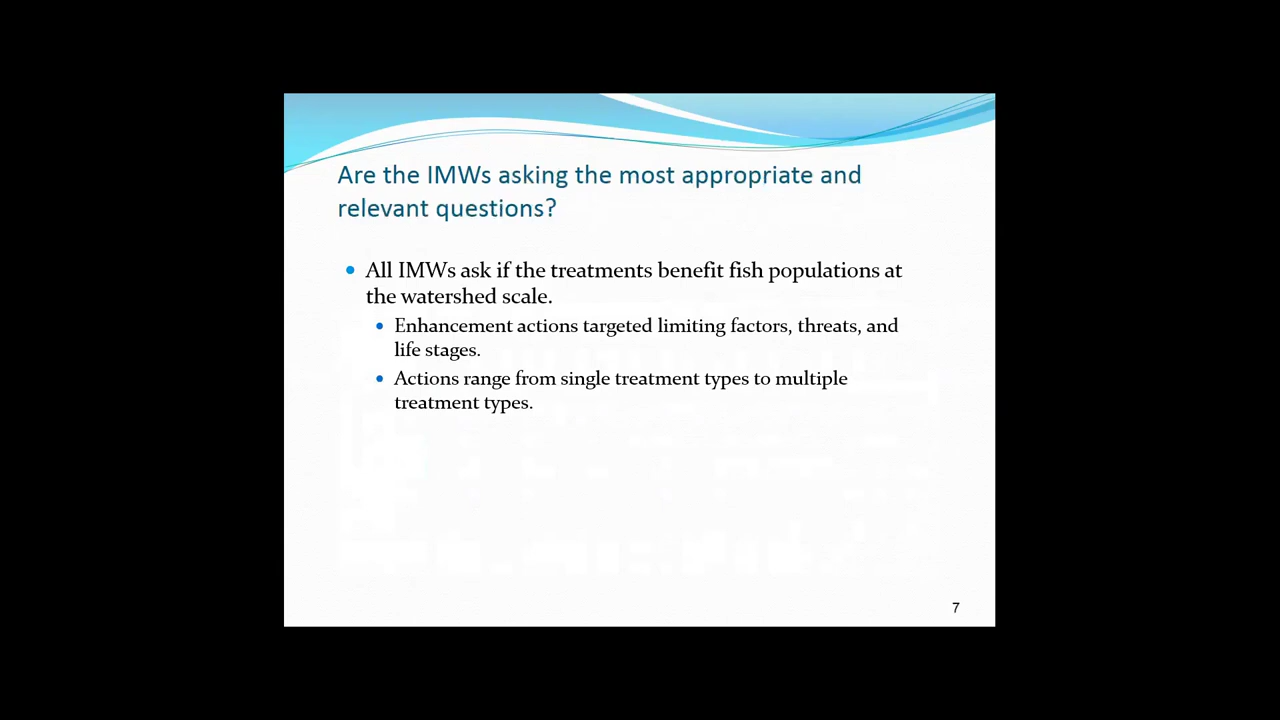 Are the IMWs asking the most appropriate and
relevant questions?
All IMWs ask if the treatments benefit fish populations at
the watershed scale.
Enhancement actions targeted limiting factors, threats, and
life stages.
Actions range from single treatment types to multiple
treatment types.
7